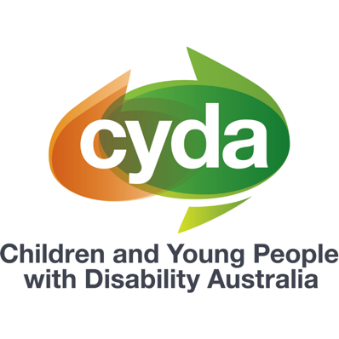 cyda
Children and Young People
with Disability Australia